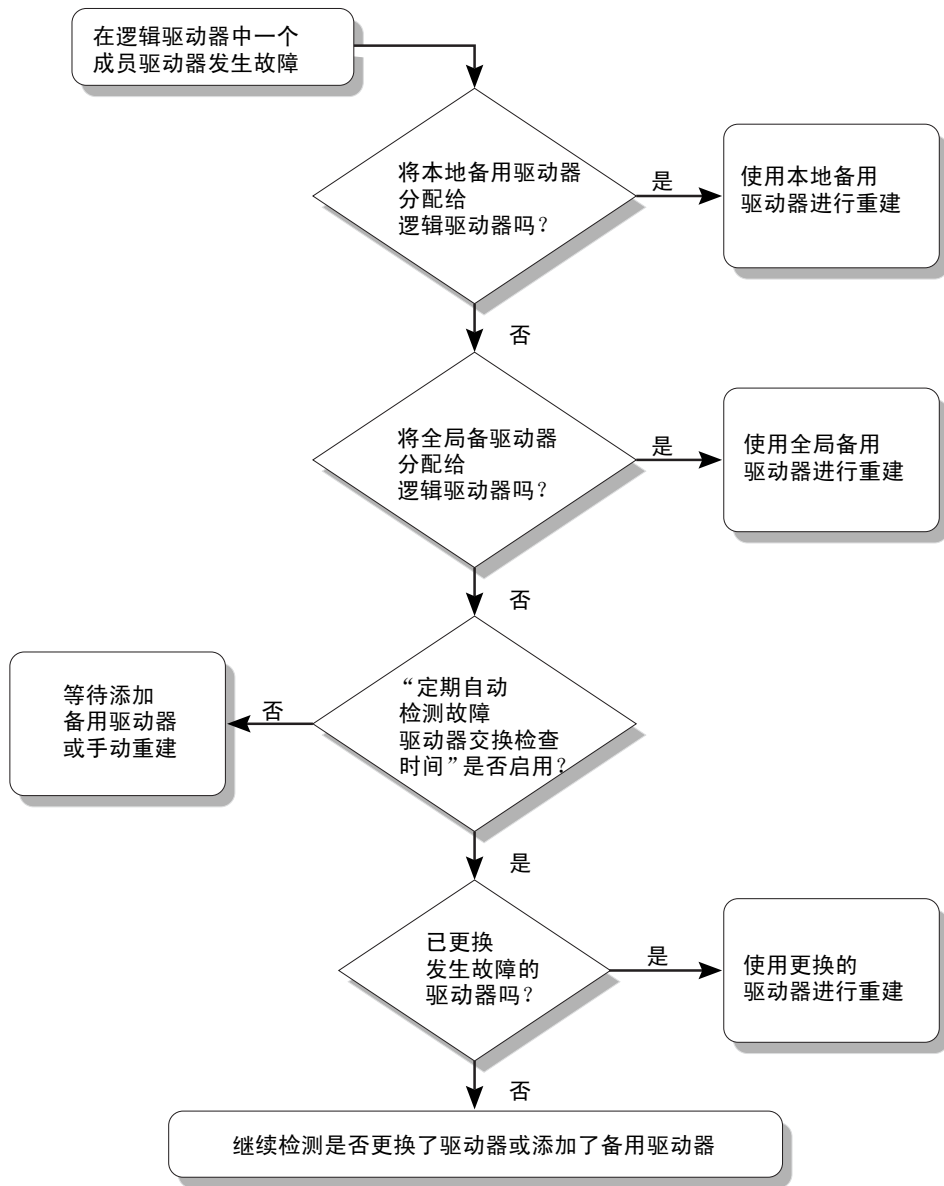 在逻辑驱动器中一个
成员驱动器发生故障
将本地备用驱动器
分配给
逻辑驱动器吗？
是
使用本地备用
驱动器进行重建
否
将全局备驱动器
分配给
逻辑驱动器吗？
是
使用全局备用
驱动器进行重建
否
“定期自动
检测故障
驱动器交换检查
时间”是否启用？
否
等待添加
备用驱动器
或手动重建
是
已更换
发生故障的
驱动器吗？
是
使用更换的
驱动器进行重建
否
继续检测是否更换了驱动器或添加了备用驱动器